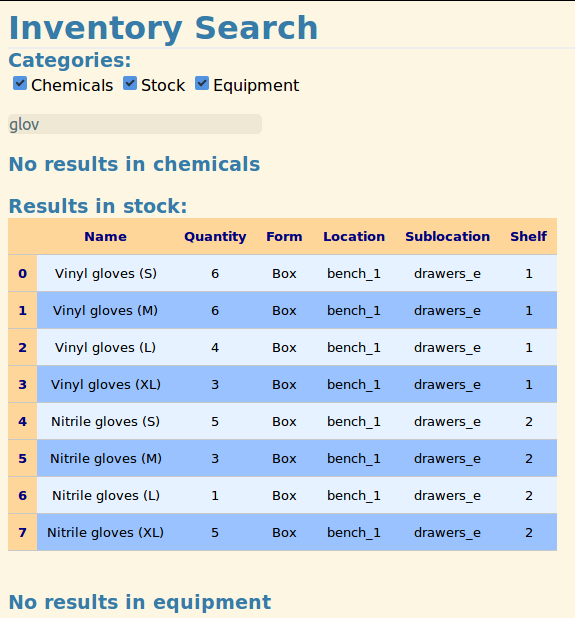 Inventory Search
Categories:
Chemicals Stock Equipment
glov
No results in chemicals
Results in stock:
Name Quantity Form Location Sublocation Shelf
0 Vinyl gloves (S) 6 Box bench_1 drawers_e 1
1 Vinyl gloves (M) 6 Box bench_1 drawers_e 1
2 Vinyl gloves (L) 4 Box bench_1 drawers_e 1
3 Vinyl gloves (XL) 3 Box bench_1 drawers_e 1
4 Nitrile gloves (S) 5 Box bench_1 drawers_e 2
5 Nitrile gloves (M) 3 Box bench_1 drawers_e 2
6 Nitrile gloves (L) 1 Box bench_1 drawers_e 2
7 Nitrile gloves (XL) 5 Box bench_1 drawers_e 2
No results in equipment